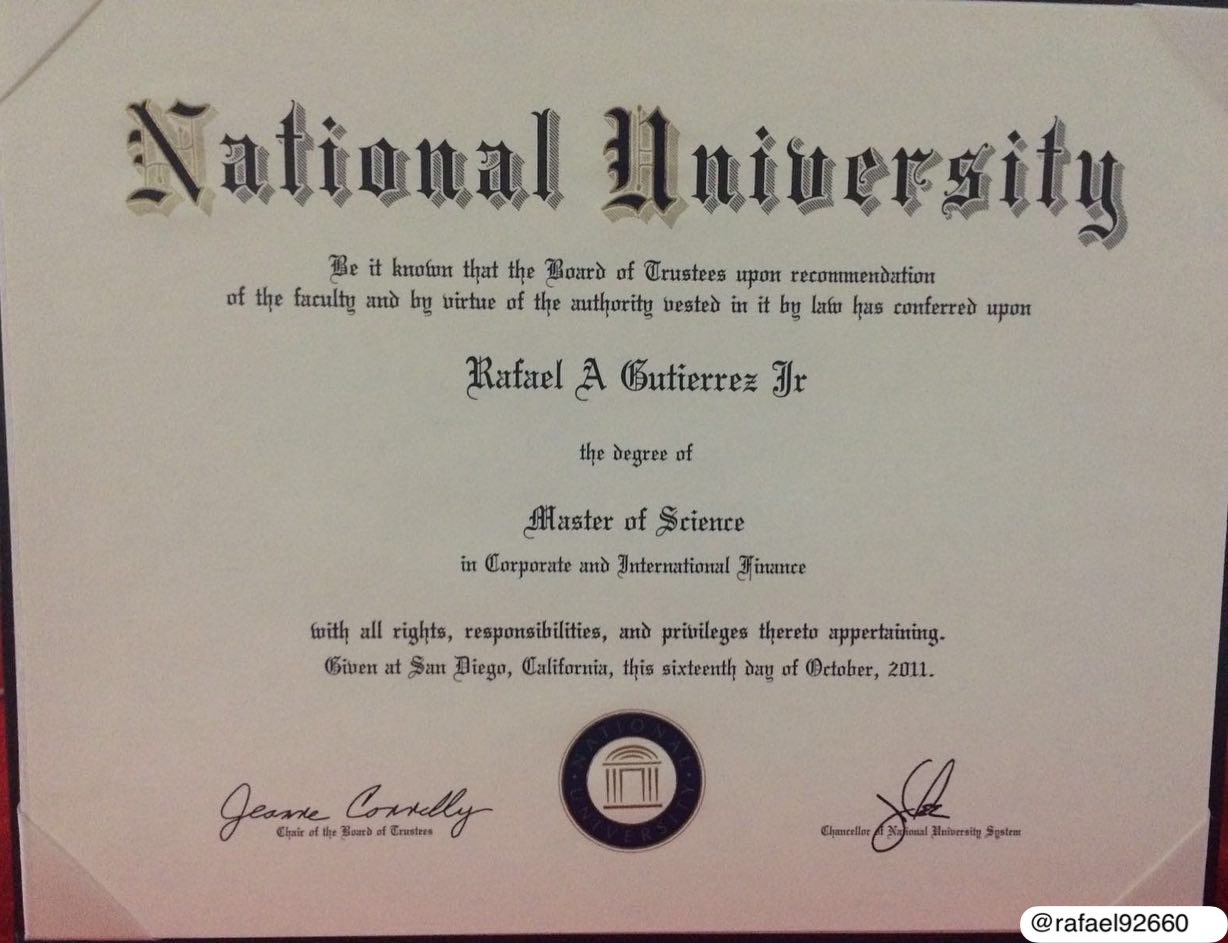 National University
Be it known that the Board of Trustees upon recommendation
of the faculty and by virtue of the authority vested in it by law has conferred upon
Rafael A Gutierrez Jr
the degree of
Master of Science
in Corporate and International Finance
with all rights, responsibilities, and privileges thereto appertaining.
Given at San Diego, California, this sixteenth day of October, 2011.
NATIONAL UNIVERSITY
Jeanne Connelly
Chair of the Board of Trustees
Chancellor of National University System
@rafael92660